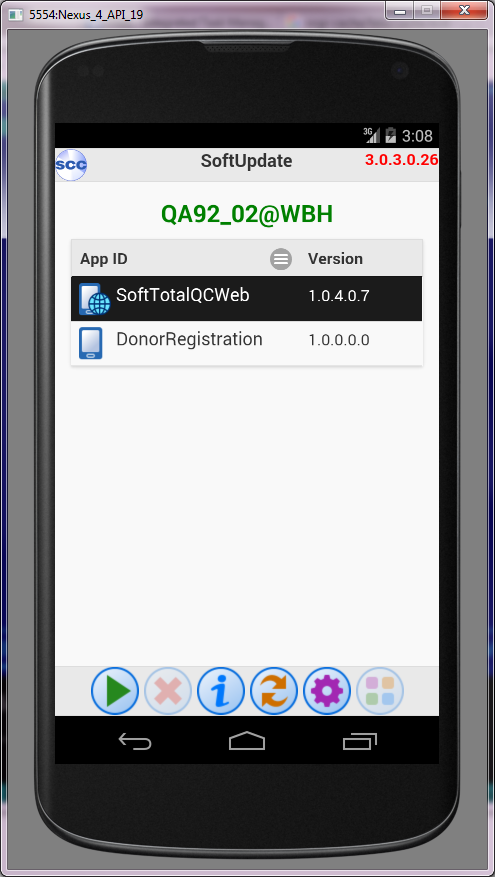 5554:Nexus_4_API_19
3G 3:08
scc SoftUpdate 3.0.3.0.26
QA92_02@WBH
App ID Version
SoftTotalQCWeb 1.0.4.0.7
DonorRegistration 1.0.0.0.0
i